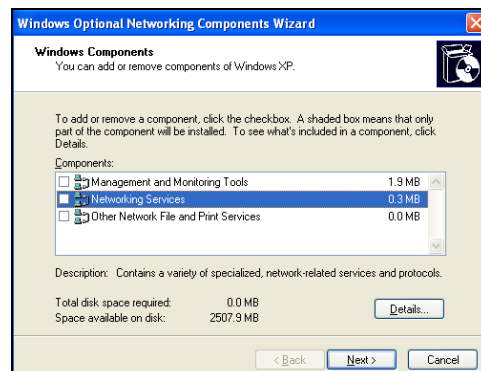 Windows Optional Networking Components Wizard
Windows Components
You can add or remove components of Windows XP.
To add or remove a component, click the checkbox. A shaded box means that only
part of the component will be installed. To see what's included in a component, click
Details.
Components:
Management and Monitoring Tools 1.9 MB
Networking Services 0.3 MB
Other Network File and Print Services 0.0 MB
Description: Contains a variety of specialized, network-related services and protocols.
Total disk space required: 0.0 MB
Space available on disk: 2507.9 MB
Details...
< Back Next > Cancel